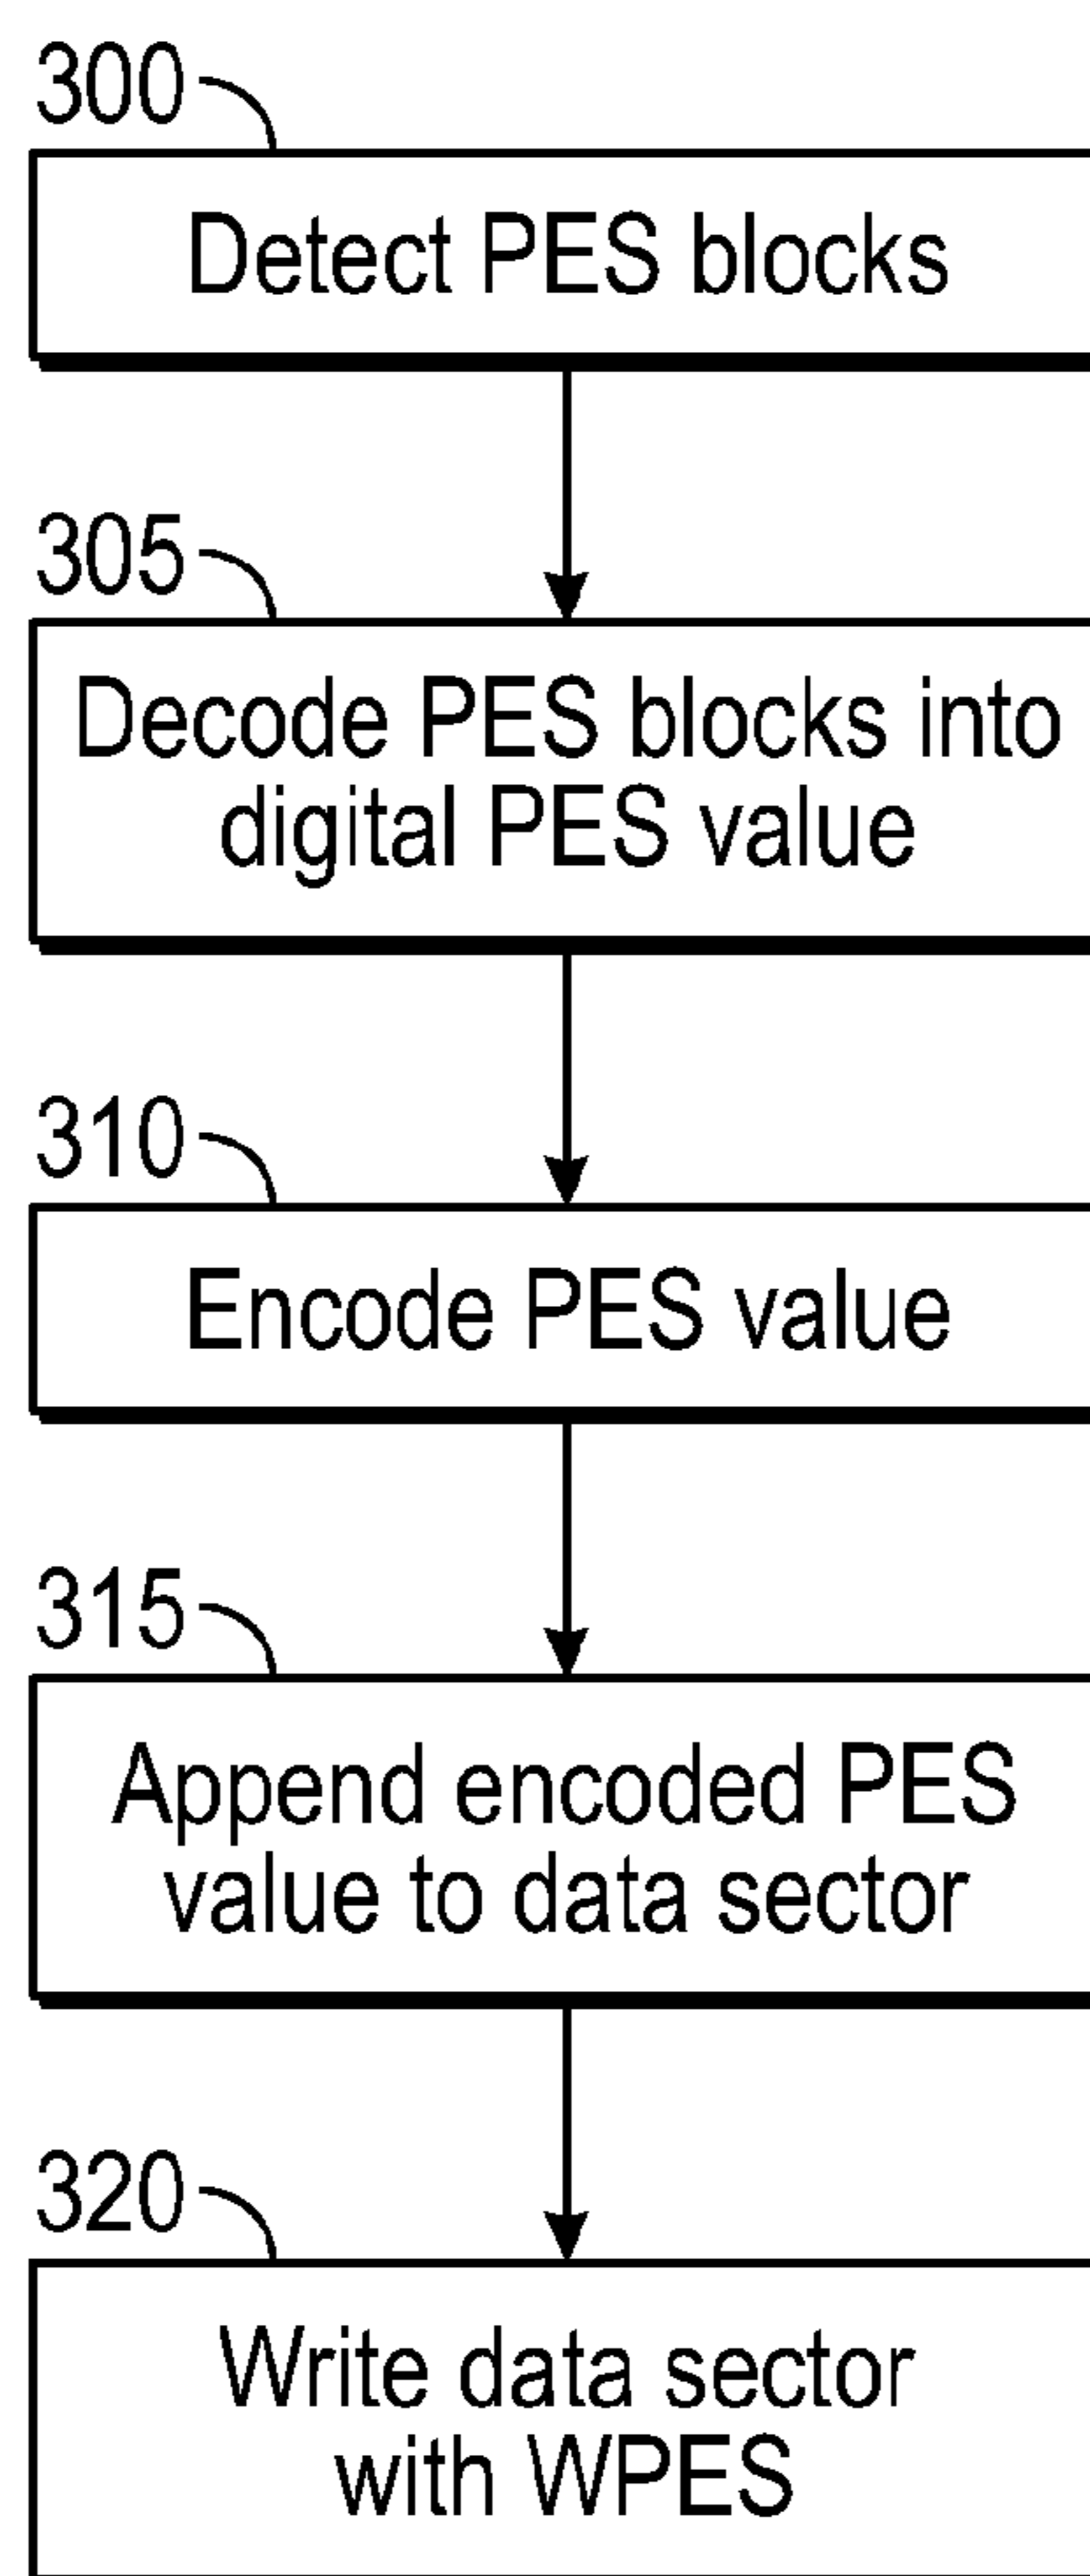 300
Detect PES blocks
305
Decode PES blocks into
digital PES value
310
Encode PES value
315
Append encoded PES
value to data sector
320
Write data sector
with WPES